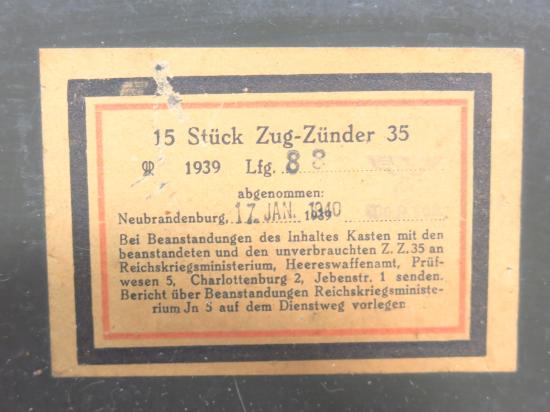 15 Stück Zug-Zünder 35
1939 Lfg. 88
abgenommen:
Neubrandenburg, 17. JAN. 1940 1939
Bei Beanstandungen des Inhaltes Kasten mit den
beanstandeten und den unverbrauchten Z. Z. 35 an
Reichskriegsministerium, Heereswaffenamt, Prüf-
wesen 5, Charlottenburg 2, Jebenstr. 1 senden.
Bericht über Beanstandungen Reichskriegsministe-
rium Jn 5 auf dem Dienstweg vorlegen